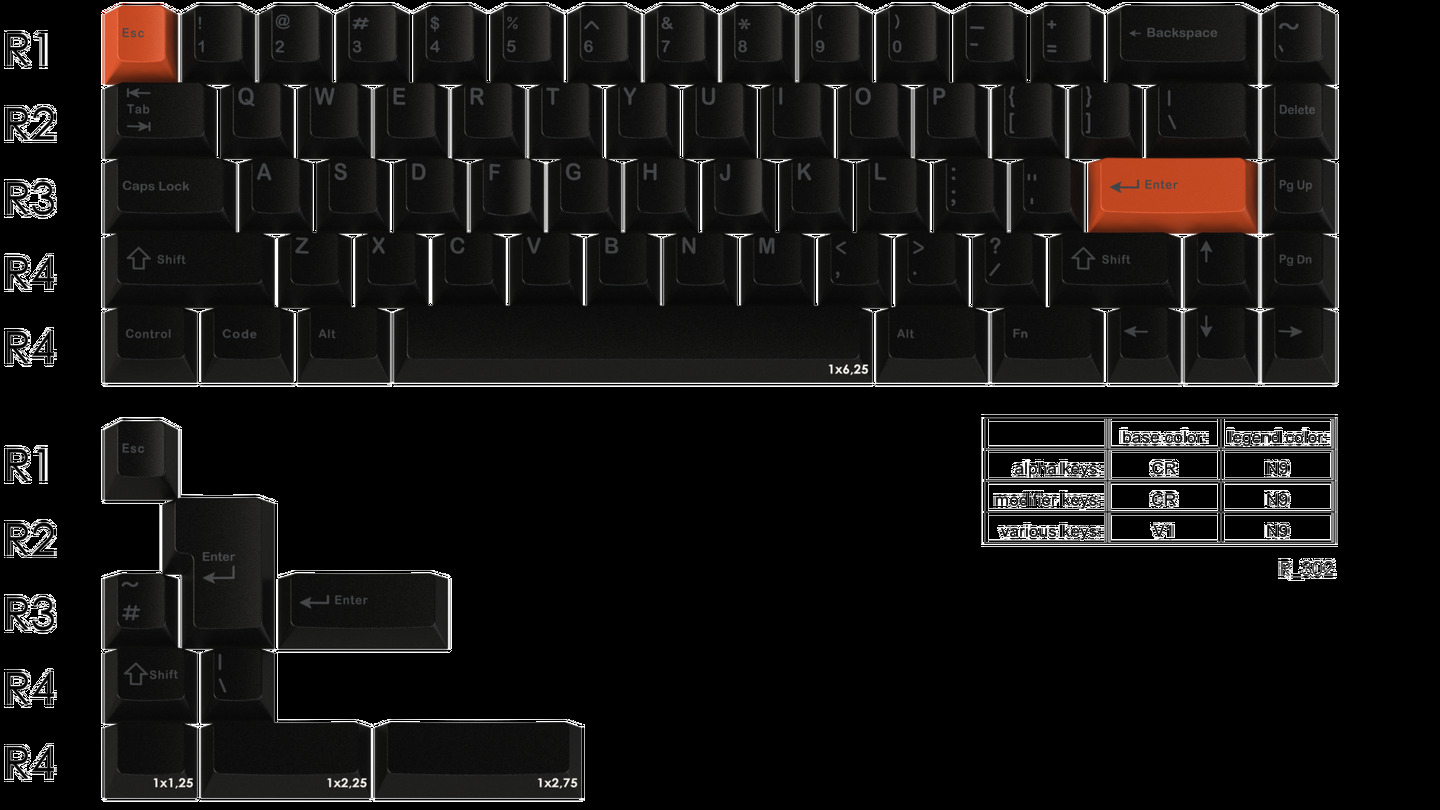 R1 Esc ! 1 @ 2 # 3 $ 4 % 5 ^ 6 & 7 * 8 ( 9 ) 0 _ - + = ← Backspace ~ `
R2 |← Tab →| Q W E R T Y U I O P { [ } ] | \ Delete
R3 Caps Lock A S D F G H J K L : ; " ' ↵ Enter Pg Up
R4 ⇧ Shift Z X C V B N M < , > . ? / ⇧ Shift ↑ Pg Dn
R4 Control Code Alt 1x6,25 Alt Fn ← ↓ →
R1 Esc
R2 Enter ↵
R3 ~ # ↵ Enter
R4 ⇧ Shift | \
R4 1x1,25 1x2,25 1x2,75
base color: legend color:
alpha keys: CR N9
modifier keys: CR N9
various keys: V1 N9